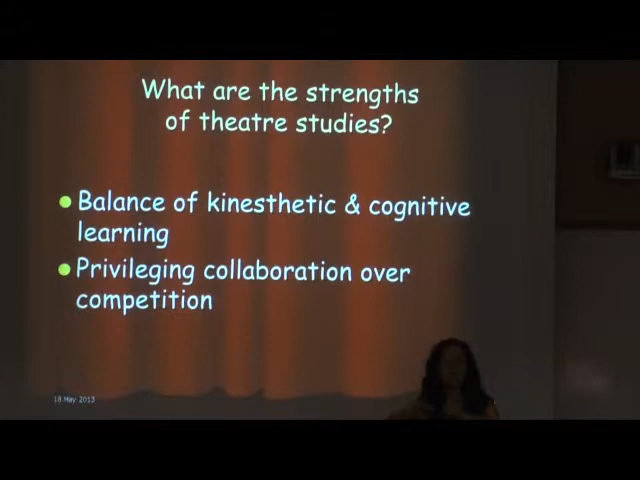 What are the strengths
of theatre studies?
Balance of kinesthetic & cognitive
learning
Privileging collaboration over
competition
18 May 2013